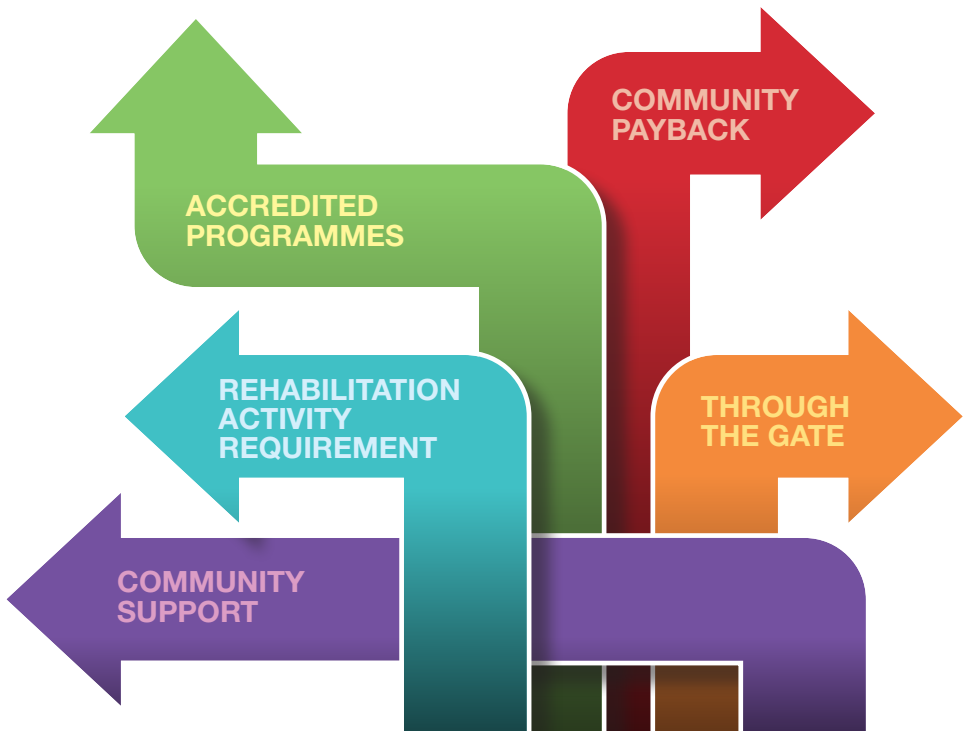 COMMUNITY
PAYBACK
ACCREDITED
PROGRAMMES
REHABILITATION
ACTIVITY
REQUIREMENT
THROUGH
THE GATE
COMMUNITY
SUPPORT